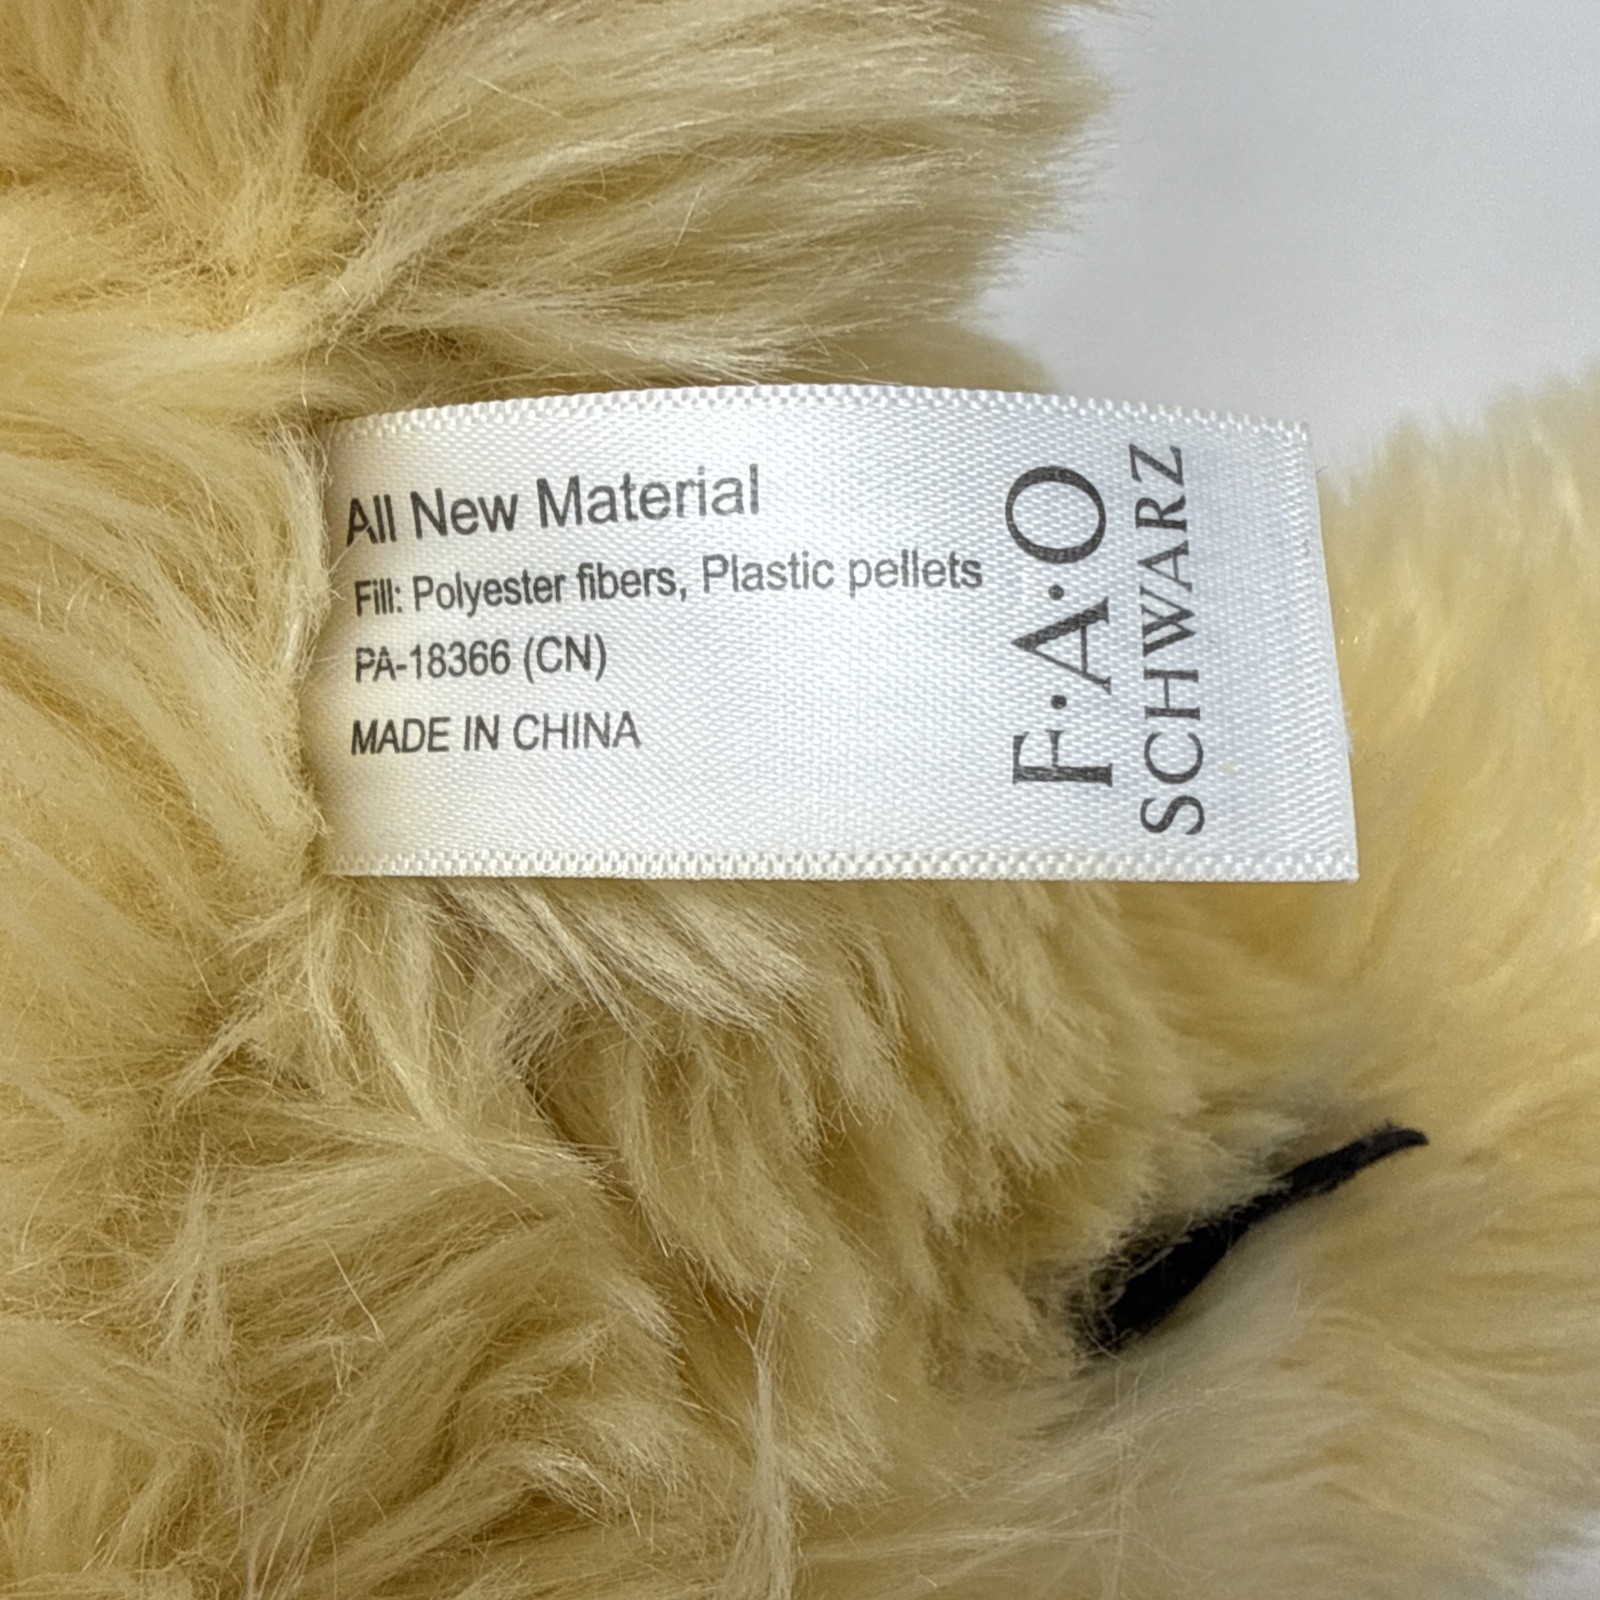 All New Material
Fill: Polyester fibers, Plastic pellets
PA-18366 (CN)
MADE IN CHINA
F·A·O
SCHWARZ